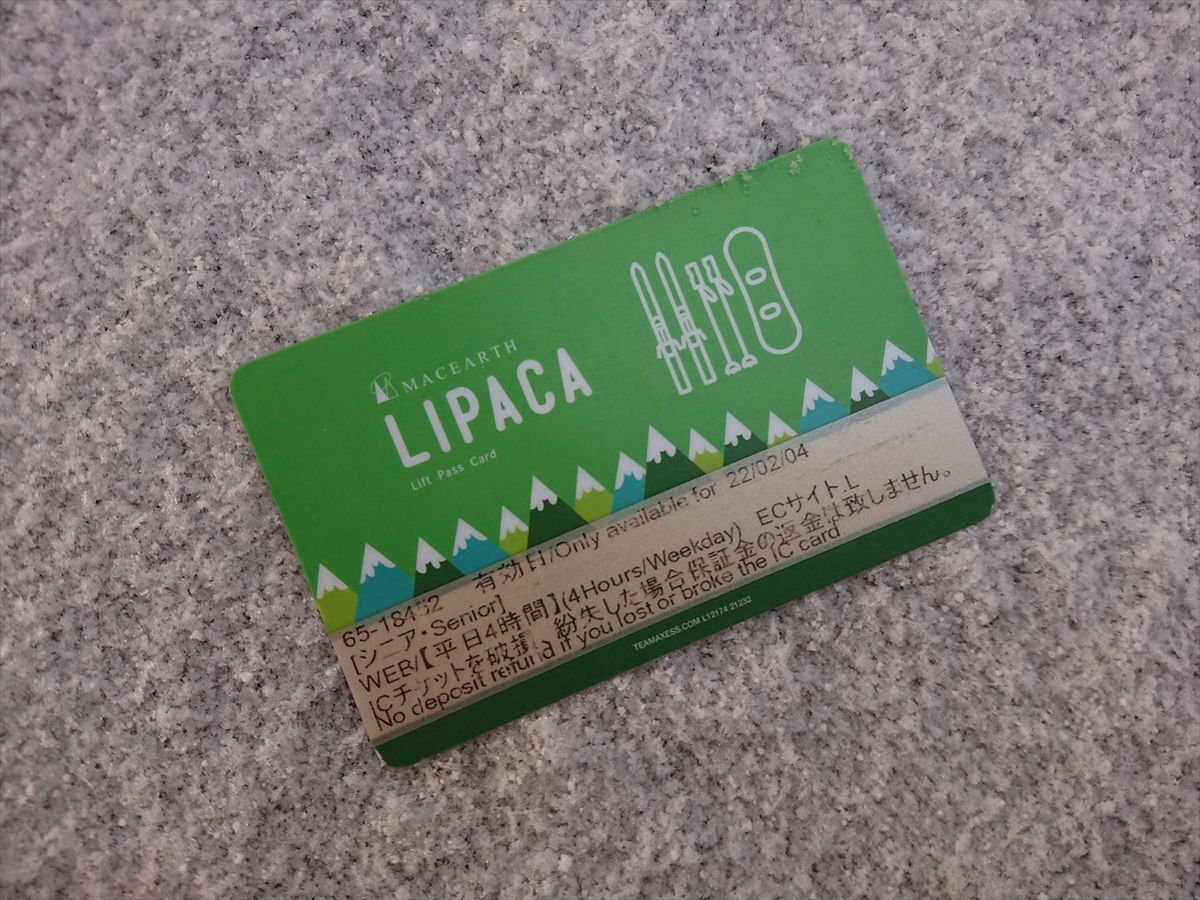 MACEARTH
LIPACA
Lift Pass Card
65-18452 有効日/Only available for 22/02/04
[シニア・Senior]
WEB/【平日4時間】(4Hours/Weekday) ECサイトL
ICチケットを破損、紛失した場合保証金の返金は致しません。
No deposit refund if you lost or broke the IC card
TEAMAXESS.COM L12174 21232